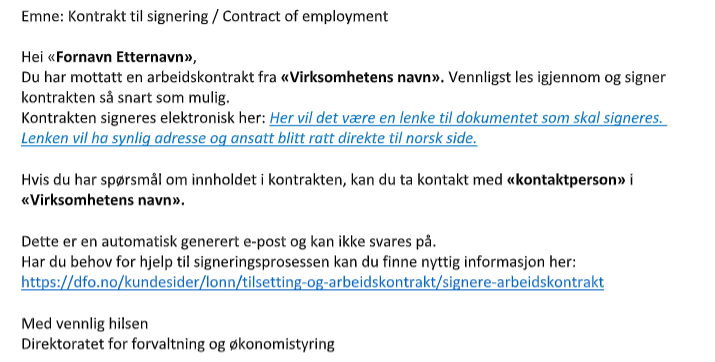 Emne: Kontrakt til signering / Contract of employment
Hei «Fornavn Etternavn»,
Du har mottatt en arbeidskontrakt fra «Virksomhetens navn». Vennligst les igjennom og signer
kontrakten så snart som mulig.
Kontrakten signeres elektronisk her: Her vil det være en lenke til dokumentet som skal signeres.
Lenken vil ha synlig adresse og ansatt blitt ratt direkte til norsk side.
Hvis du har spørsmål om innholdet i kontrakten, kan du ta kontakt med «kontaktperson» i
«Virksomhetens navn».
Dette er en automatisk generert e-post og kan ikke svares på.
Har du behov for hjelp til signeringsprosessen kan du finne nyttig informasjon her:
https://dfo.no/kundesider/lonn/tilsetting-og-arbeidskontrakt/signere-arbeidskontrakt
Med vennlig hilsen
Direktoratet for forvaltning og økonomistyring